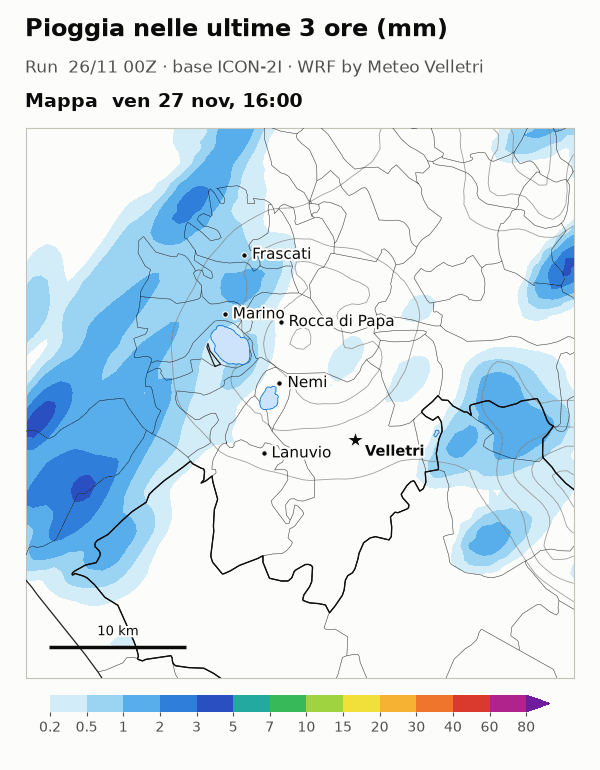 Pioggia nelle ultime 3 ore (mm)
Run 26/11 00Z · base ICON-2I · WRF by Meteo Velletri
Mappa ven 27 nov, 16:00
Frascati
Marino
Rocca di Papa
Nemi
Velletri
Lanuvio
10 km
0.2 0.5 1 2 3 5 7 10 15 20 30 40 60 80